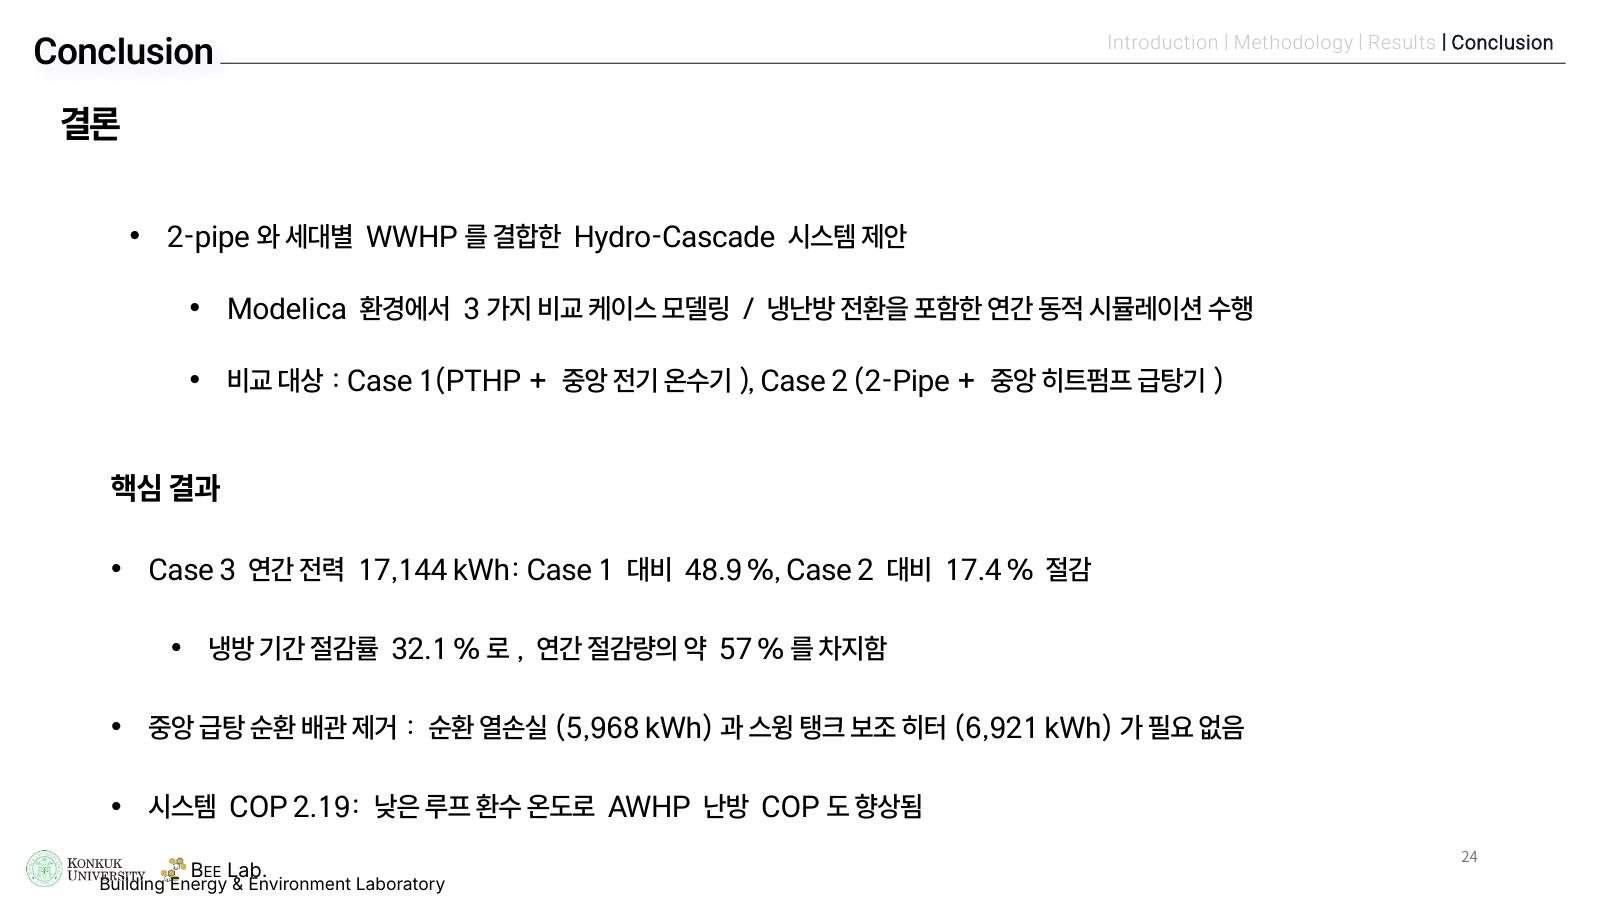 Conclusion
Introduction | Methodology | Results | Conclusion
결론
• 2-pipe 와 세대별 WWHP 를 결합한 Hydro-Cascade 시스템 제안
• Modelica 환경에서 3 가지 비교 케이스 모델링 / 냉난방 전환을 포함한 연간 동적 시뮬레이션 수행
• 비교 대상 : Case 1(PTHP + 중앙 전기 온수기 ), Case 2 (2-Pipe + 중앙 히트펌프 급탕기 )
핵심 결과
• Case 3 연간 전력 17,144 kWh: Case 1 대비 48.9 %, Case 2 대비 17.4 % 절감
• 냉방 기간 절감률 32.1 % 로 , 연간 절감량의 약 57 % 를 차지함
• 중앙 급탕 순환 배관 제거 : 순환 열손실 (5,968 kWh) 과 스윙 탱크 보조 히터 (6,921 kWh) 가 필요 없음
• 시스템 COP 2.19: 낮은 루프 환수 온도로 AWHP 난방 COP 도 향상됨
KONKUK
UNIVERSITY
BEE Lab.
Building Energy & Environment Laboratory
24